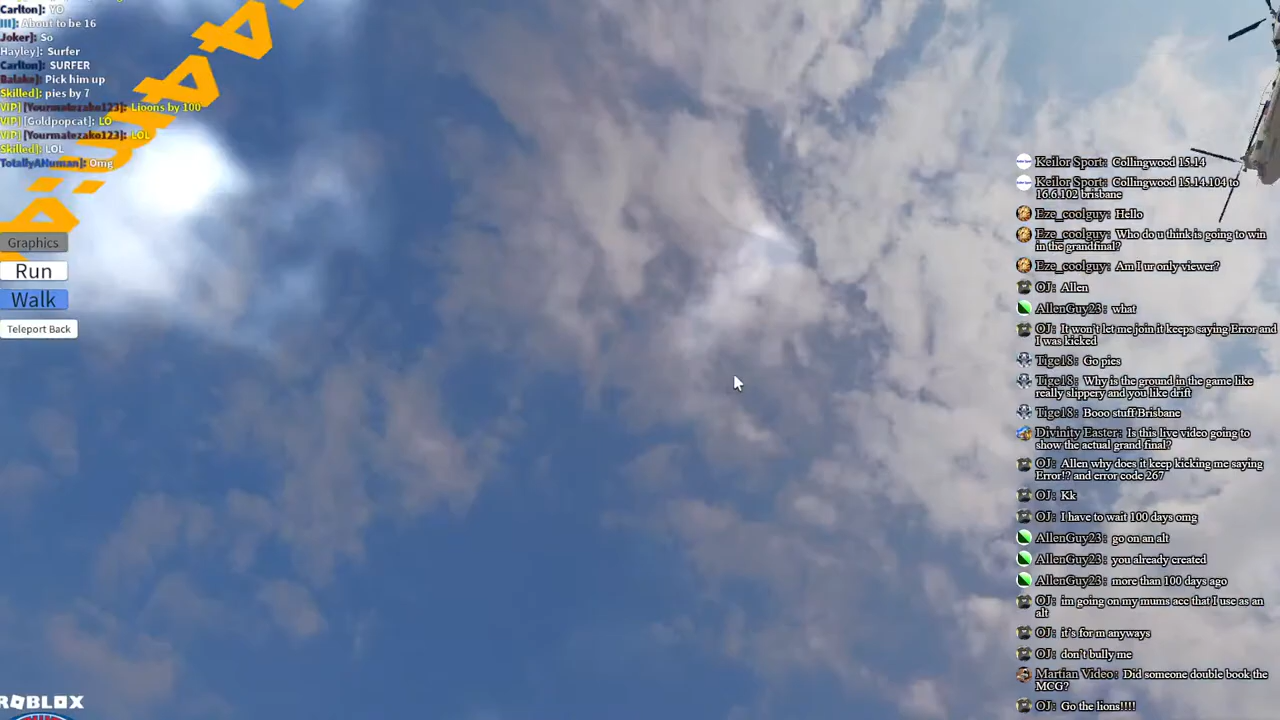 Carlton]: YO
III]: About to be 16
Joker]: So
Hayley]: Surfer
Carlton]: SURFER
Balake]: Pick him up
Skilled]: pies by 7
VIP] [Yourmatezako123]: Lioons by 100
VIP] [Goldpopcat]: LO
VIP] [Yourmatezako123]: LOL
Skilled]: LOL
TotallyAHuman]: Omg
Graphics
Run
Walk
Teleport Back
ROBLOX
Keilor Sport: Collingwood 15.14
Keilor Sport: Collingwood 15.14.104 to
16.6.102 brisbane
Eze_coolguy: Hello
Eze_coolguy: Who do u think is going to win
in the grandfinal?
Eze_coolguy: Am I ur only viewer?
OJ: Allen
AllenGuy23: what
OJ: It won't let me join it keeps saying Error and
I was kicked
Tige18: Go pies
Tige18: Why is the ground in the game like
really slippery and you like drift
Tige18: Booo stuff Brisbane
Divinity Easter: Is this live video going to
show the actual grand final?
OJ: Allen why does it keep kicking me saying
Error!? and error code 267
OJ: Kk
OJ: I have to wait 100 days omg
AllenGuy23: go on an alt
AllenGuy23: you already created
AllenGuy23: more than 100 days ago
OJ: im going on my mums acc that I use as an
alt
OJ: it's for m anyways
OJ: don't bully me
Martian Video: Did someone double book the
MCG?
OJ: Go the lions!!!!